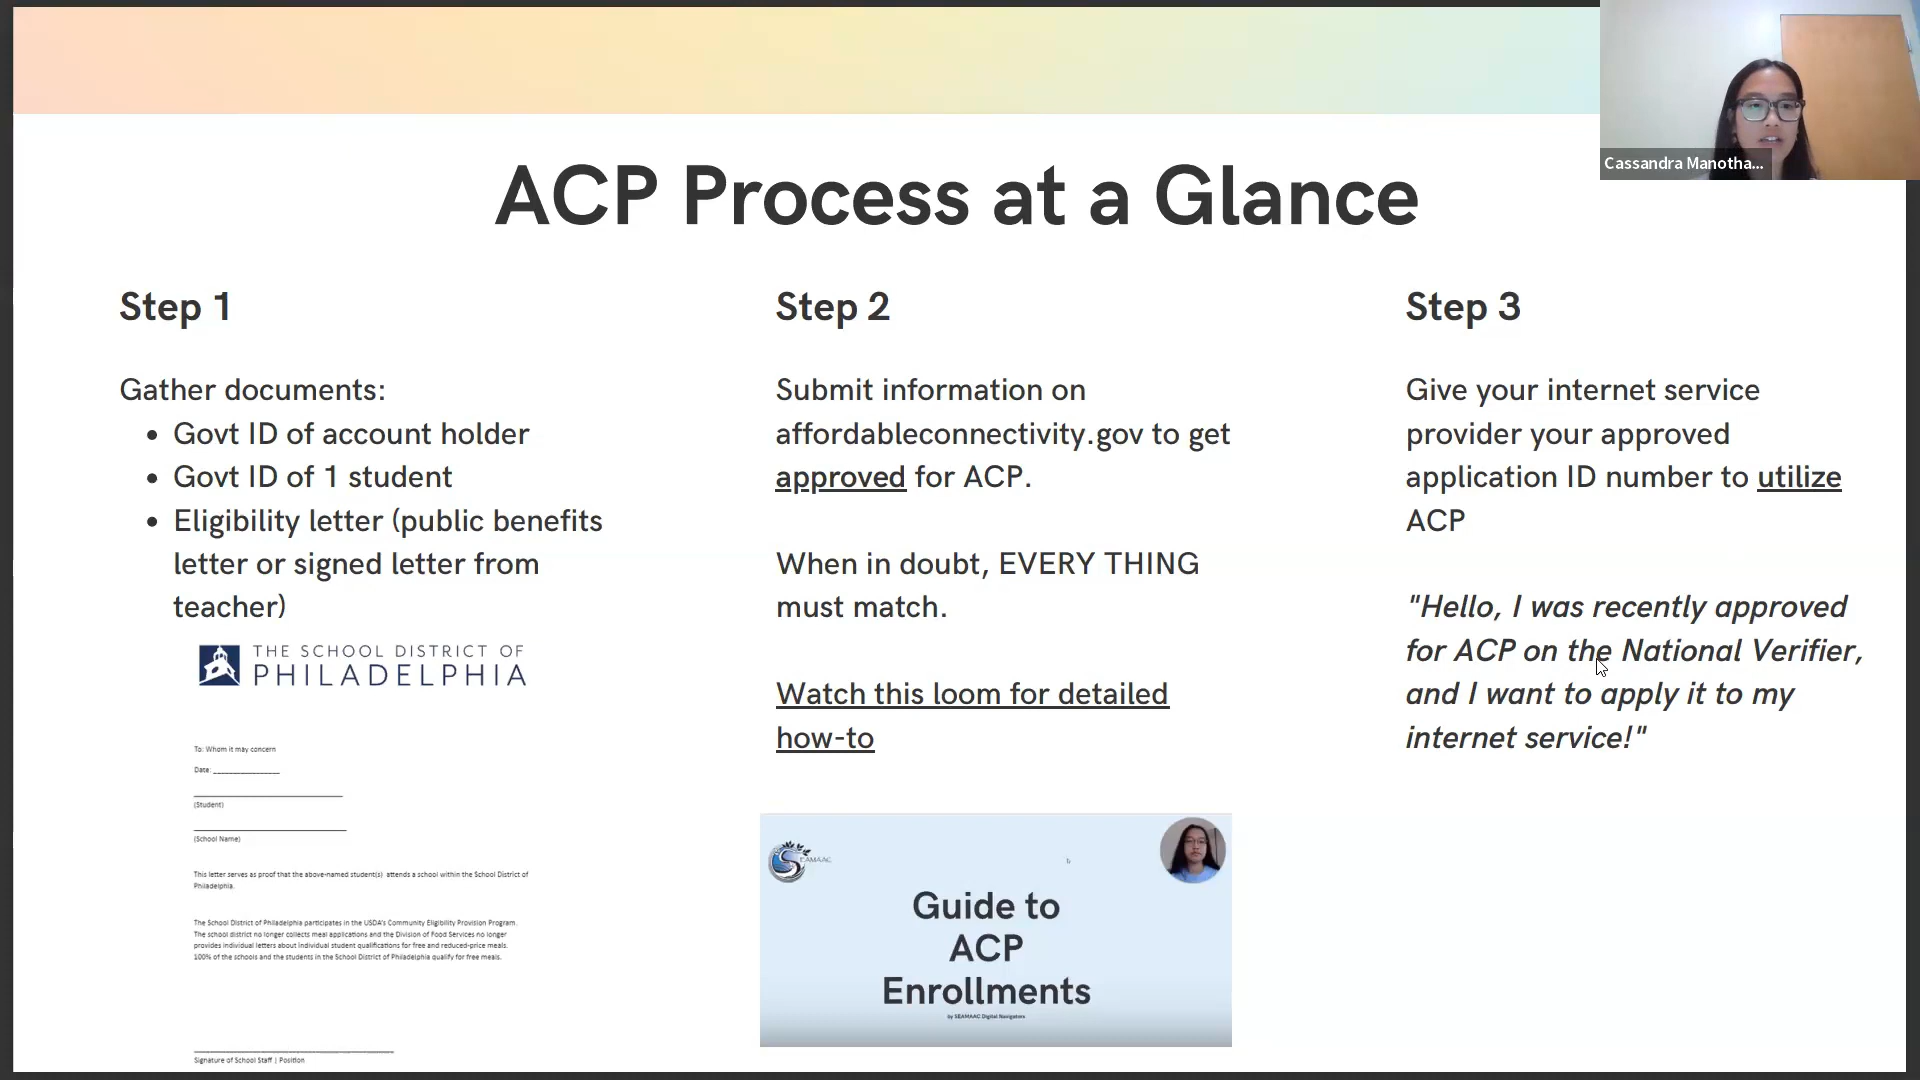 Cassandra Manotha...
ACP Process at a Glance
Step 1
Gather documents:
• Govt ID of account holder
• Govt ID of 1 student
• Eligibility letter (public benefits
letter or signed letter from
teacher)
THE SCHOOL DISTRICT OF
PHILADELPHIA
To: Whom it may concern
Date: ________________
(Student)
(School Name)
This letter serves as proof that the above-named student(s) attends a school within the School District of
Philadelphia.
The School District of Philadelphia participates in the USDA's Community Eligibility Provision Program.
The school district no longer collects meal applications and the Division of Food Services no longer
provides individual letters about individual student qualifications for free and reduced-price meals.
100% of the schools and the students in the School District of Philadelphia qualify for free meals.
Signature of School Staff | Position
Step 2
Submit information on
affordableconnectivity.gov to get
approved for ACP.
When in doubt, EVERY THING
must match.
Watch this loom for detailed
how-to
SEAMAAC
Guide to
ACP
Enrollments
by SEAMAAC Digital Navigators
Step 3
Give your internet service
provider your approved
application ID number to utilize
ACP
"Hello, I was recently approved
for ACP on the National Verifier,
and I want to apply it to my
internet service!"